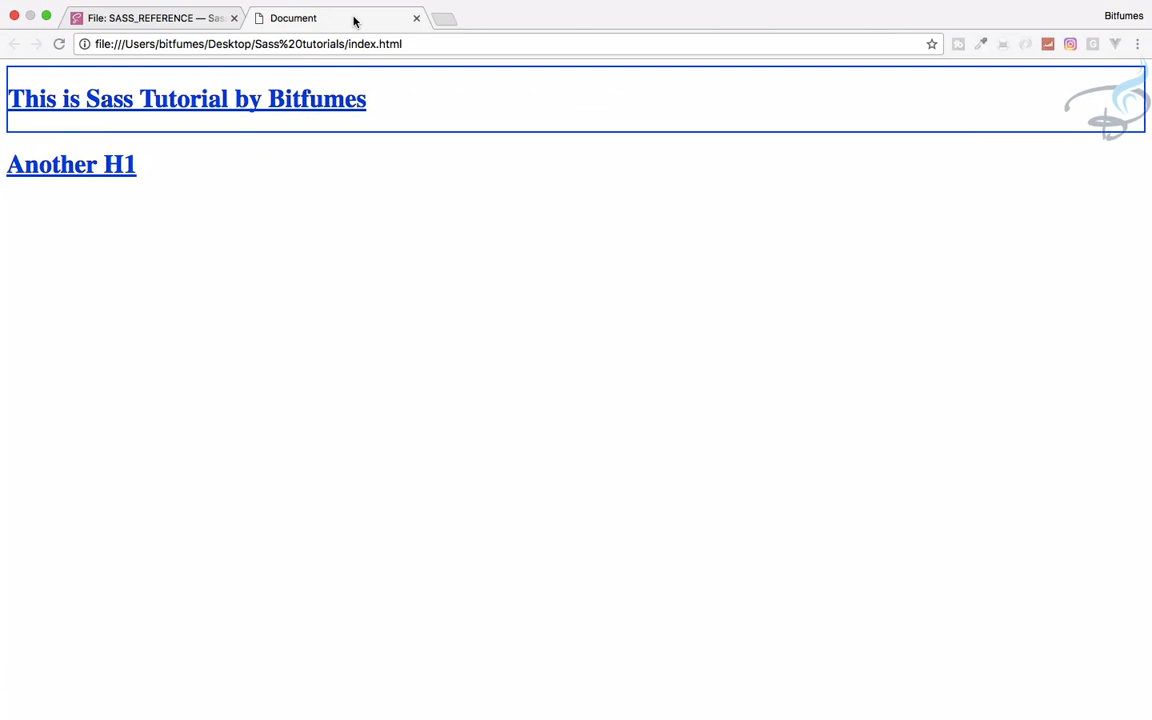 File: SASS_REFERENCE — Sas
Document
Bitfumes
file:///Users/bitfumes/Desktop/Sass%20tutorials/index.html
This is Sass Tutorial by Bitfumes
Another H1